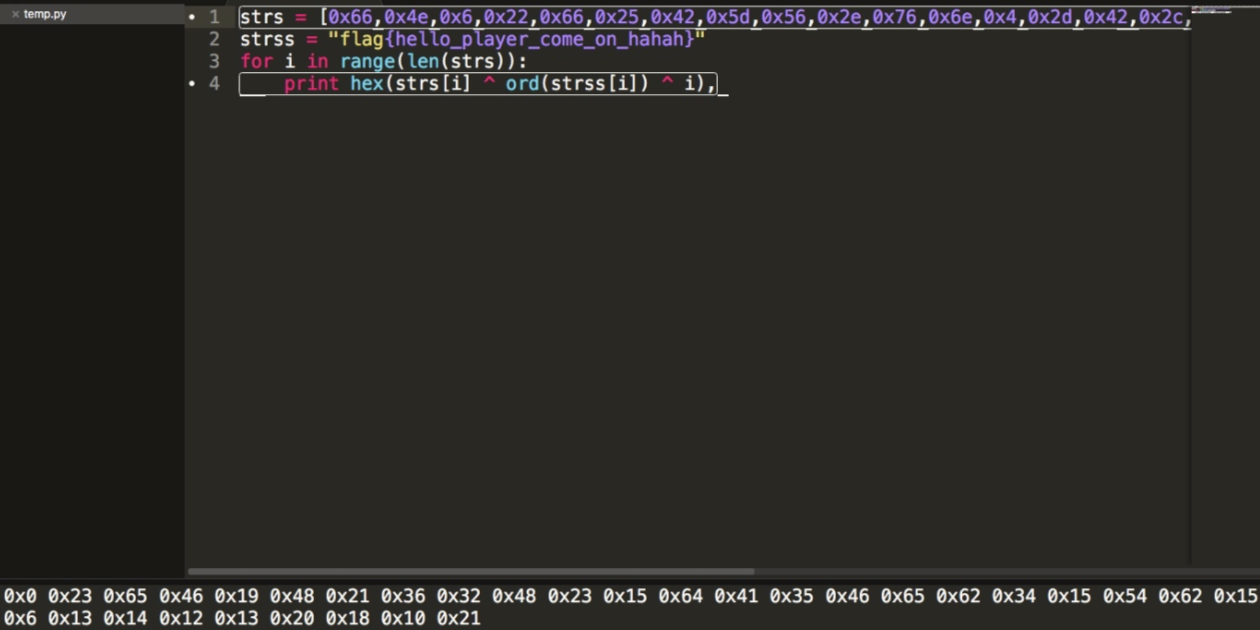 temp.py
1 strs = [0x66,0x4e,0x6,0x22,0x66,0x25,0x42,0x5d,0x56,0x2e,0x76,0x6e,0x4,0x2d,0x42,0x2c,
2 strss = "flag{hello_player_come_on_hahah}"
3 for i in range(len(strs)):
4 print hex(strs[i] ^ ord(strss[i]) ^ i),
0x0 0x23 0x65 0x46 0x19 0x48 0x21 0x36 0x32 0x48 0x23 0x15 0x64 0x41 0x35 0x46 0x65 0x62 0x34 0x15 0x54 0x62 0x15
0x6 0x13 0x14 0x12 0x13 0x20 0x18 0x10 0x21